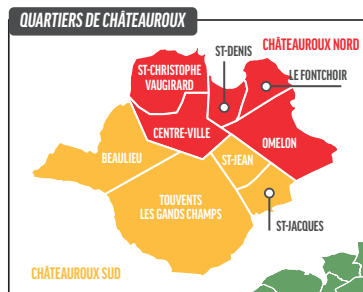 QUARTIERS DE CHÂTEAUROUX
ST-DENIS
CHÂTEAUROUX NORD
ST-CHRISTOPHE
VAUGIRARD
LE FONTCHOIR
CENTRE-VILLE
OMELON
BEAULIEU
ST-JEAN
TOUVENTS
LES GANDS CHAMPS
ST-JACQUES
CHÂTEAUROUX SUD